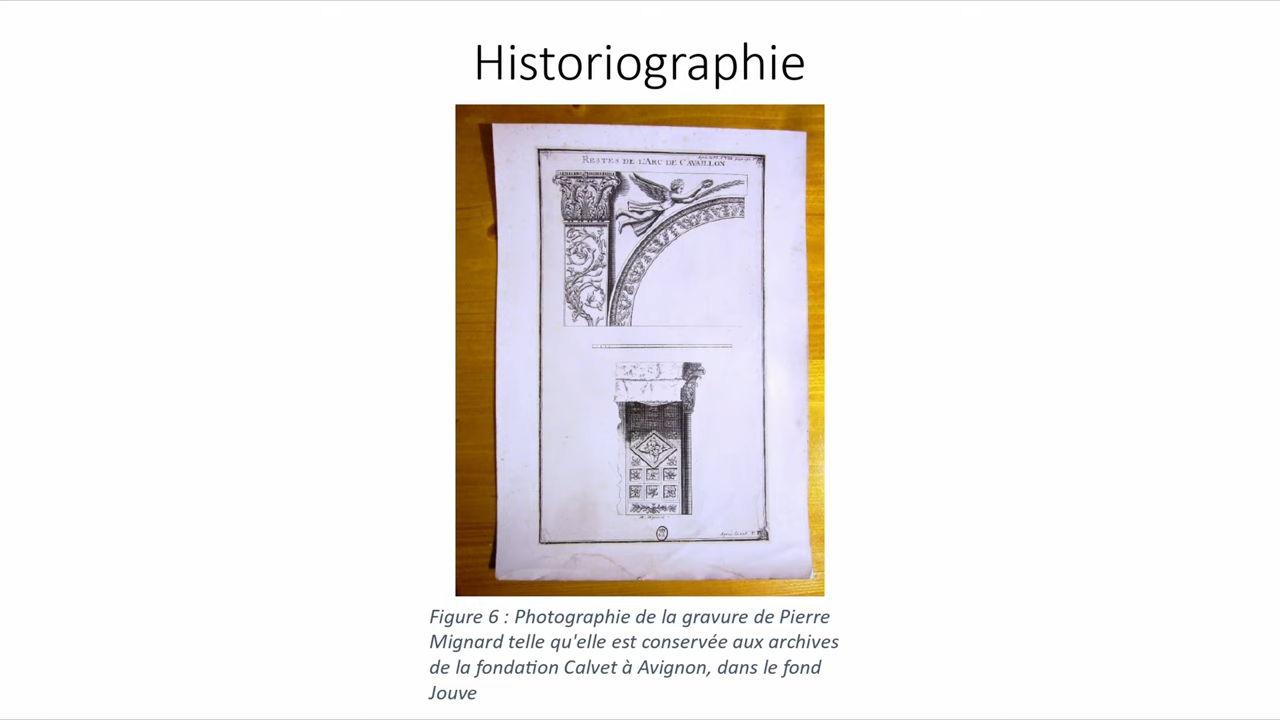 Historiographie
RESTES DE L'ARC DE CAVAILLON
Figure 6 : Photographie de la gravure de Pierre
Mignard telle qu'elle est conservée aux archives
de la fondation Calvet à Avignon, dans le fond
Jouve